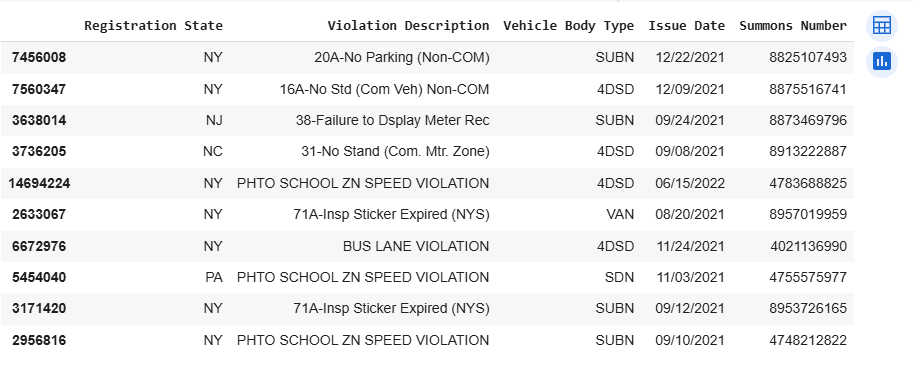 Registration State Violation Description Vehicle Body Type Issue Date Summons Number
7456008 NY 20A-No Parking (Non-COM) SUBN 12/22/2021 8825107493
7560347 NY 16A-No Std (Com Veh) Non-COM 4DSD 12/09/2021 8875516741
3638014 NJ 38-Failure to Dsplay Meter Rec SUBN 09/24/2021 8873469796
3736205 NC 31-No Stand (Com. Mtr. Zone) 4DSD 09/08/2021 8913222887
14694224 NY PHTO SCHOOL ZN SPEED VIOLATION 4DSD 06/15/2022 4783688825
2633067 NY 71A-Insp Sticker Expired (NYS) VAN 08/20/2021 8957019959
6672976 NY BUS LANE VIOLATION 4DSD 11/24/2021 4021136990
5454040 PA PHTO SCHOOL ZN SPEED VIOLATION SDN 11/03/2021 4755575977
3171420 NY 71A-Insp Sticker Expired (NYS) SUBN 09/12/2021 8953726165
2956816 NY PHTO SCHOOL ZN SPEED VIOLATION SUBN 09/10/2021 4748212822